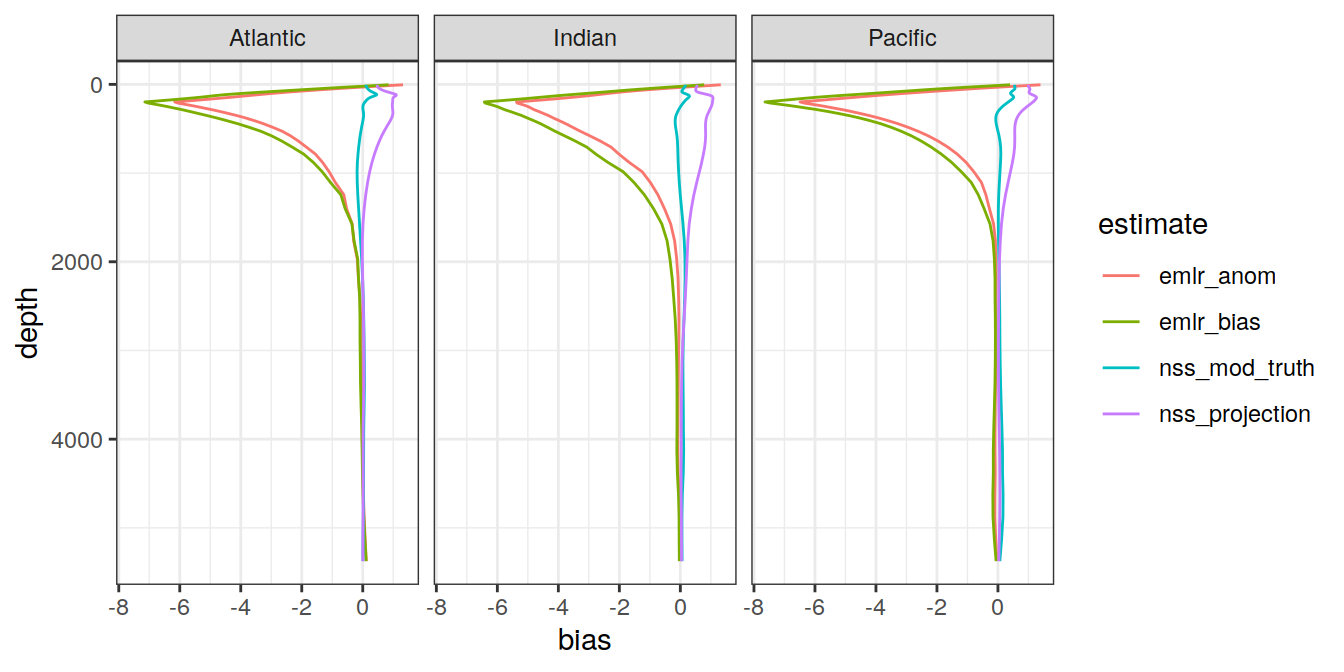 Atlantic Indian Pacific
0
2000
4000
depth
-8 -6 -4 -2 0 -8 -6 -4 -2 0 -8 -6 -4 -2 0
bias
estimate
emlr_anom
emlr_bias
nss_mod_truth
nss_projection